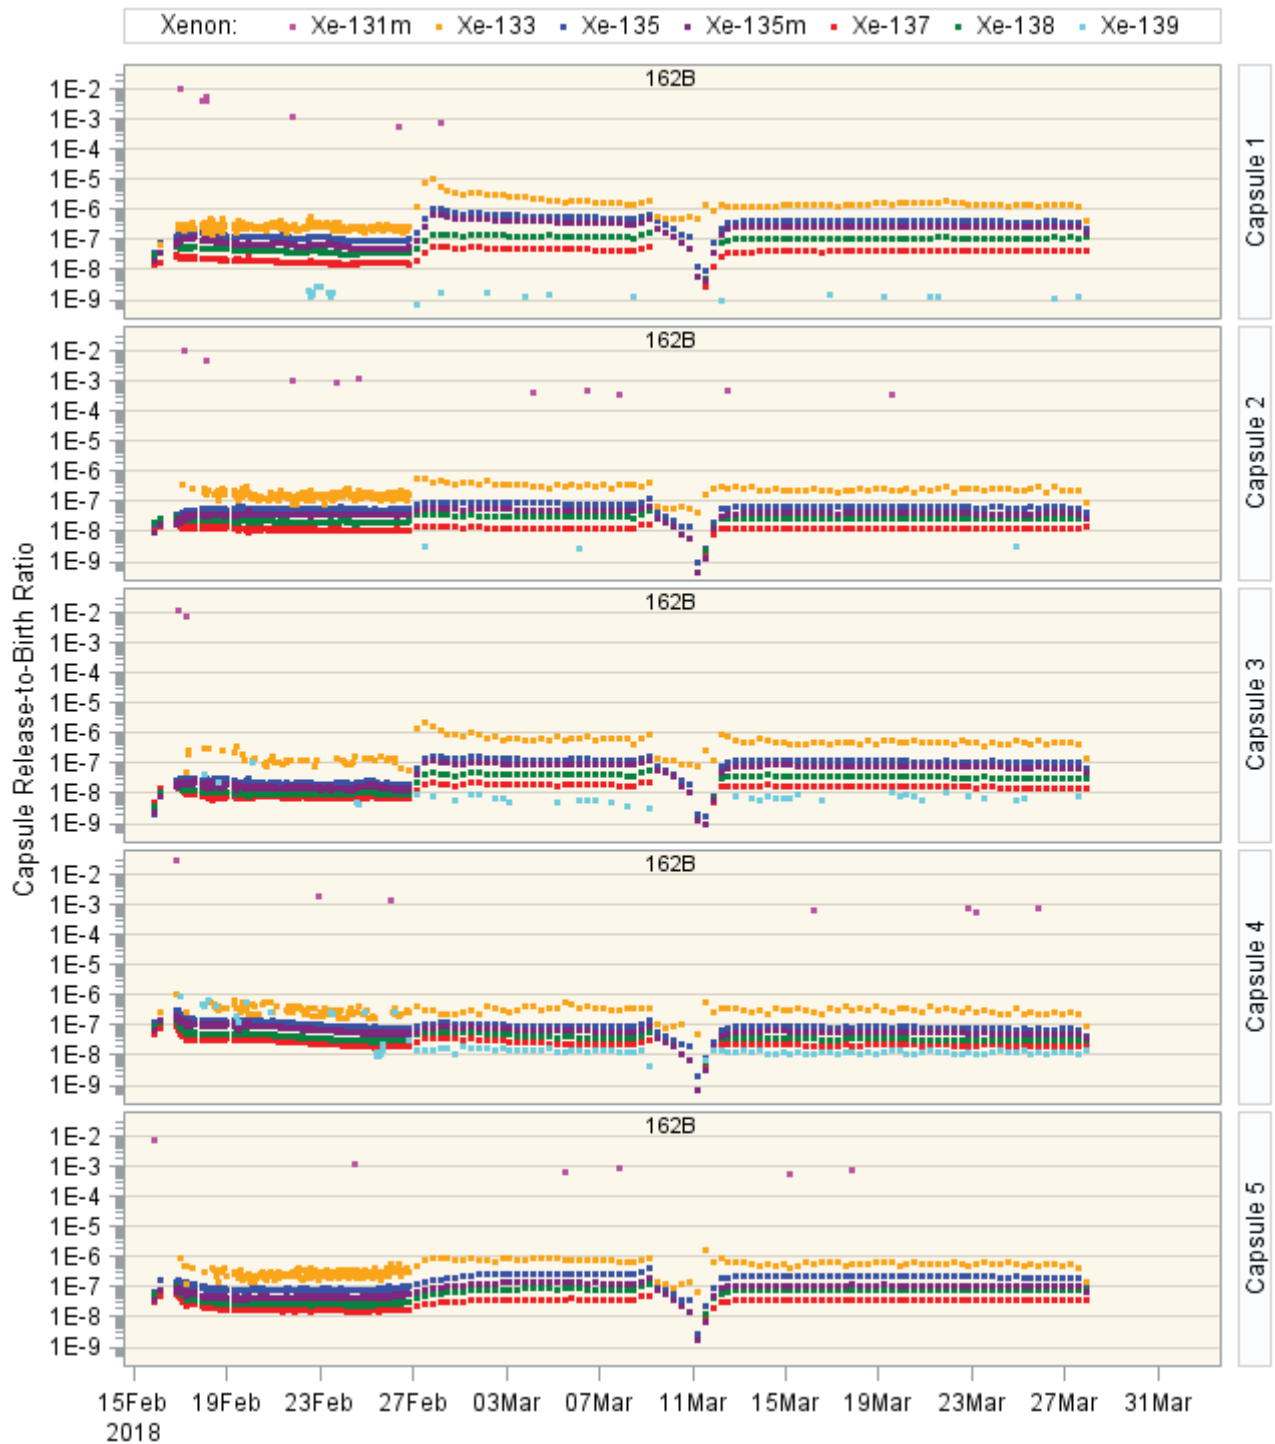 Xenon: Xe-131m Xe-133 Xe-135 Xe-135m Xe-137 Xe-138 Xe-139
Capsule Release-to-Birth Ratio
162B
1E-2
1E-3
1E-4
1E-5
1E-6
1E-7
1E-8
1E-9
Capsule 1
162B
1E-2
1E-3
1E-4
1E-5
1E-6
1E-7
1E-8
1E-9
Capsule 2
162B
1E-2
1E-3
1E-4
1E-5
1E-6
1E-7
1E-8
1E-9
Capsule 3
162B
1E-2
1E-3
1E-4
1E-5
1E-6
1E-7
1E-8
1E-9
Capsule 4
162B
1E-2
1E-3
1E-4
1E-5
1E-6
1E-7
1E-8
1E-9
Capsule 5
15Feb 19Feb 23Feb 27Feb 03Mar 07Mar 11Mar 15Mar 19Mar 23Mar 27Mar 31Mar
2018